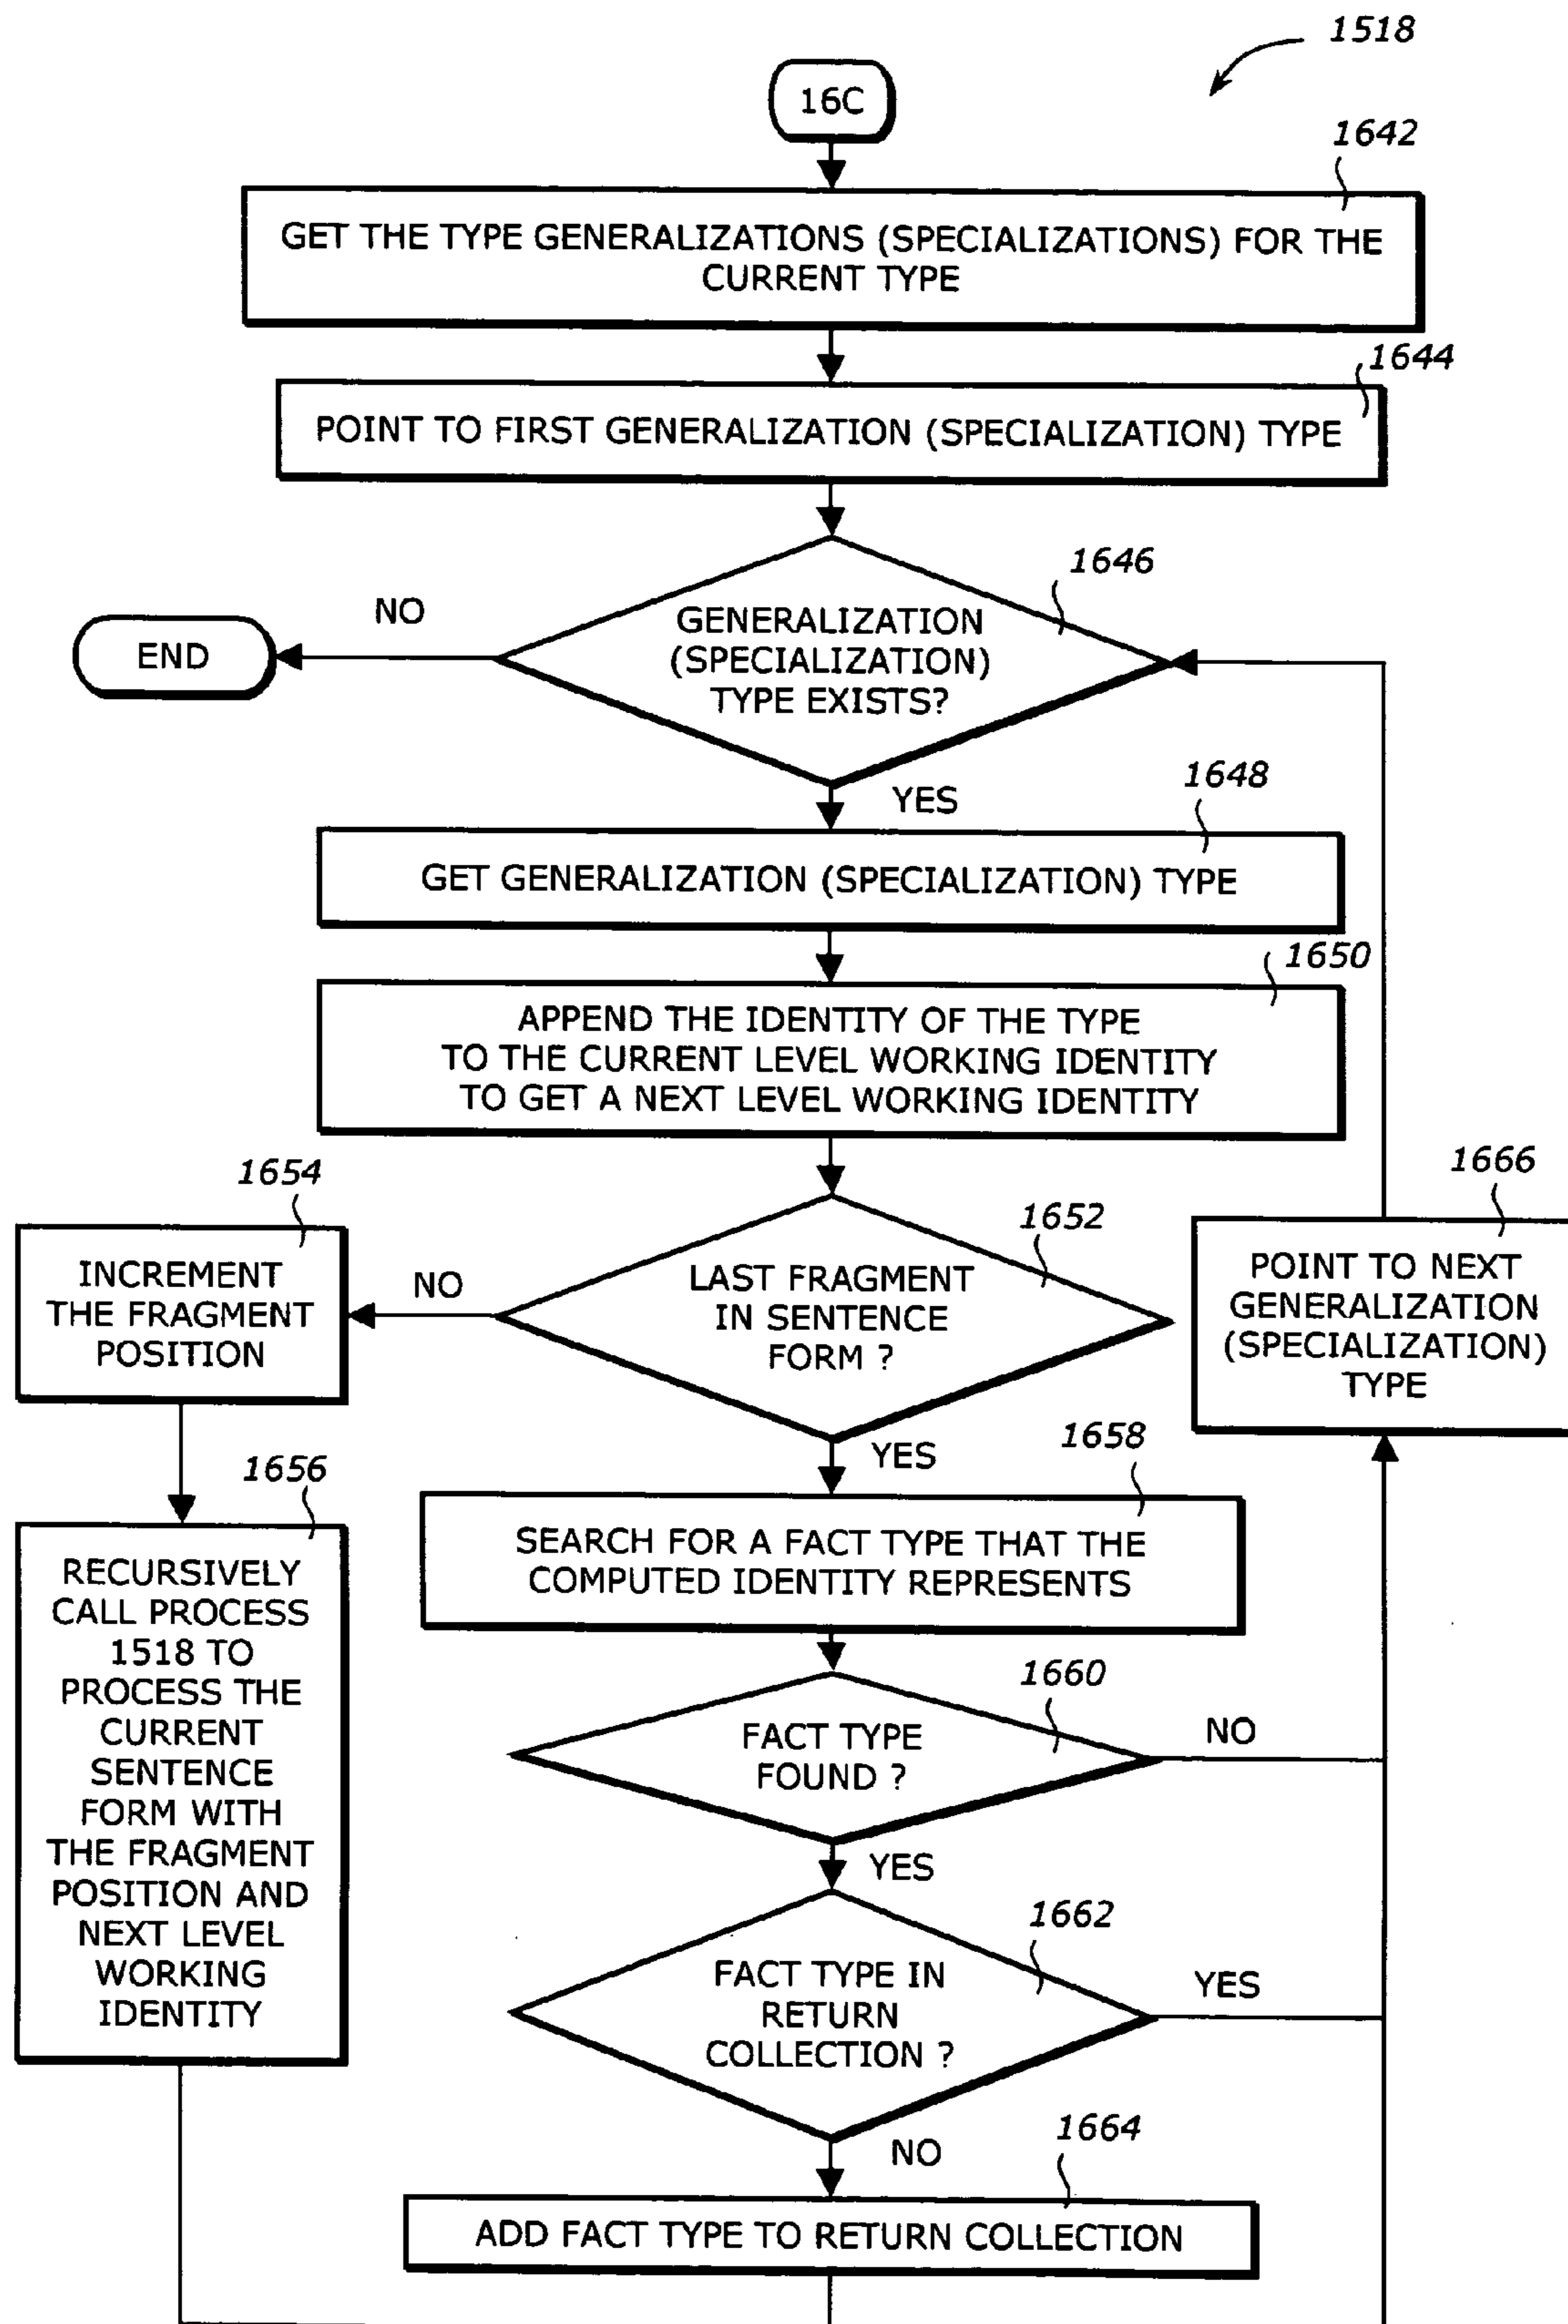 1518
16C
1642
GET THE TYPE GENERALIZATIONS (SPECIALIZATIONS) FOR THE
CURRENT TYPE
1644
POINT TO FIRST GENERALIZATION (SPECIALIZATION) TYPE
1646
GENERALIZATION
(SPECIALIZATION)
TYPE EXISTS?
NO
END
YES
1648
GET GENERALIZATION (SPECIALIZATION) TYPE
1650
APPEND THE IDENTITY OF THE TYPE
TO THE CURRENT LEVEL WORKING IDENTITY
TO GET A NEXT LEVEL WORKING IDENTITY
1652
LAST FRAGMENT
IN SENTENCE
FORM ?
NO
1654
INCREMENT
THE FRAGMENT
POSITION
1656
RECURSIVELY
CALL PROCESS
1518 TO
PROCESS THE
CURRENT
SENTENCE
FORM WITH
THE FRAGMENT
POSITION AND
NEXT LEVEL
WORKING
IDENTITY
YES
1658
SEARCH FOR A FACT TYPE THAT THE
COMPUTED IDENTITY REPRESENTS
1660
FACT TYPE
FOUND ?
NO
YES
1662
FACT TYPE IN
RETURN
COLLECTION ?
YES
NO
1664
ADD FACT TYPE TO RETURN COLLECTION
1666
POINT TO NEXT
GENERALIZATION
(SPECIALIZATION)
TYPE